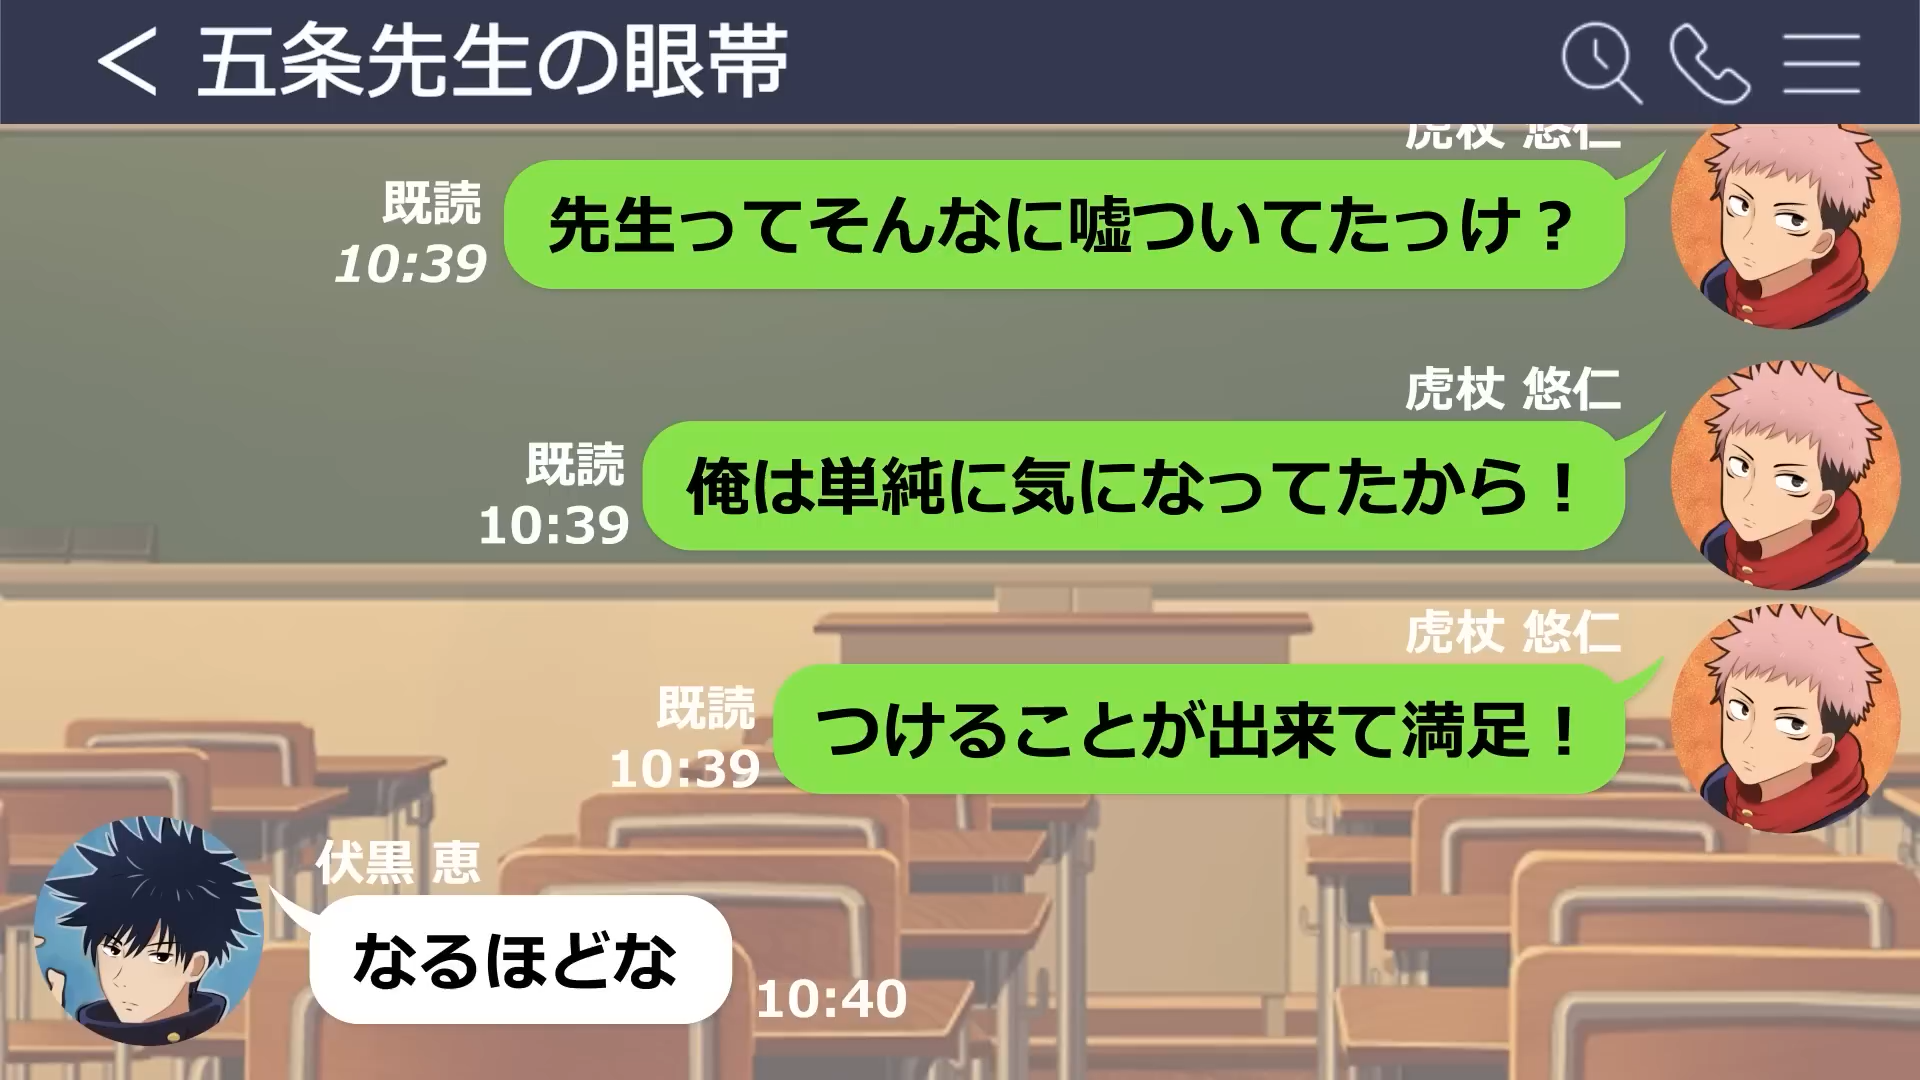 ＜ 五条先生の眼帯
虎杖 悠仁
既読
10:39
先生ってそんなに嘘ついてたっけ？
虎杖 悠仁
既読
10:39
俺は単純に気になってたから！
虎杖 悠仁
既読
10:39
つけることが出来て満足！
伏黒 恵
なるほどな
10:40